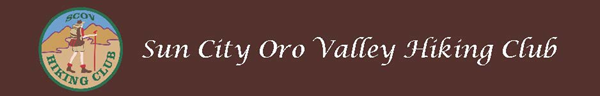 SCOV
HIKING CLUB
Sun City Oro Valley Hiking Club